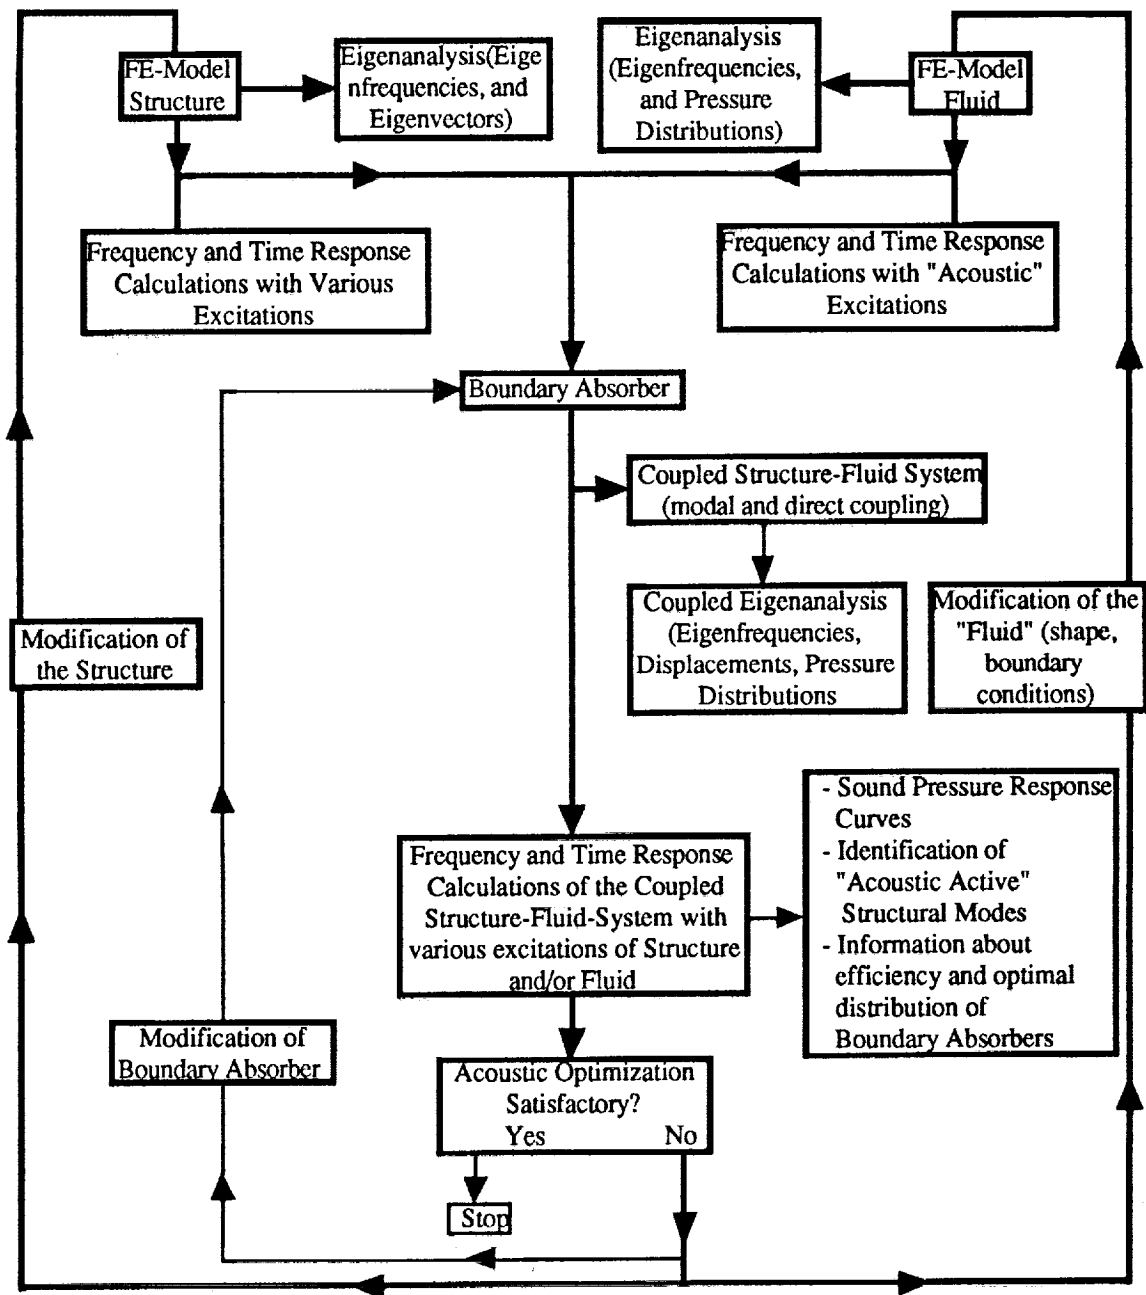 FE-Model
Structure
Eigenanalysis(Eige
nfrequencies, and
Eigenvectors)
Eigenanalysis
(Eigenfrequencies,
and Pressure
Distributions)
FE-Model
Fluid
Frequency and Time Response
Calculations with Various
Excitations
Frequency and Time Response
Calculations with "Acoustic"
Excitations
Boundary Absorber
Coupled Structure-Fluid System
(modal and direct coupling)
Coupled Eigenanalysis
(Eigenfrequencies,
Displacements, Pressure
Distributions
Modification of the
"Fluid" (shape,
boundary
conditions)
Modification of
the Structure
- Sound Pressure Response
Curves
- Identification of
"Acoustic Active"
Structural Modes
- Information about
efficiency and optimal
distribution of
Boundary Absorbers
Frequency and Time Response
Calculations of the Coupled
Structure-Fluid-System with
various excitations of Structure
and/or Fluid
Modification of
Boundary Absorber
Acoustic Optimization
Satisfactory?
Yes No
Stop